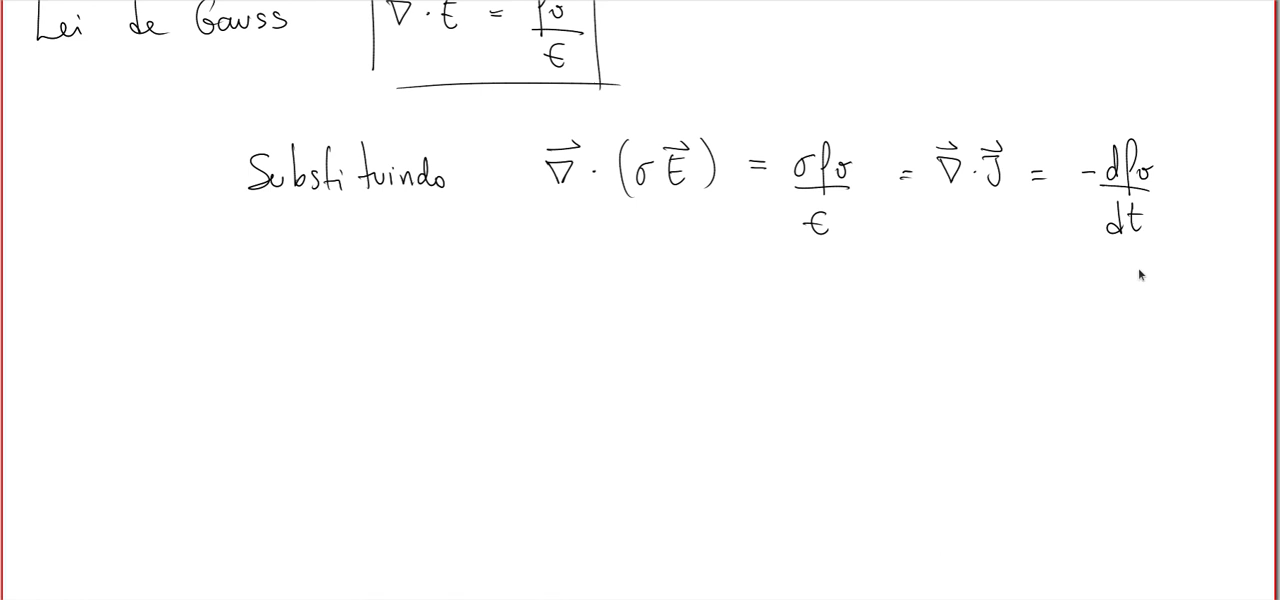 Lei de Gauss ∇·E = ρv/ϵ
Substituindo ∇⃗·(σE⃗) = σρv/ϵ = ∇⃗·J⃗ = -dρv/dt